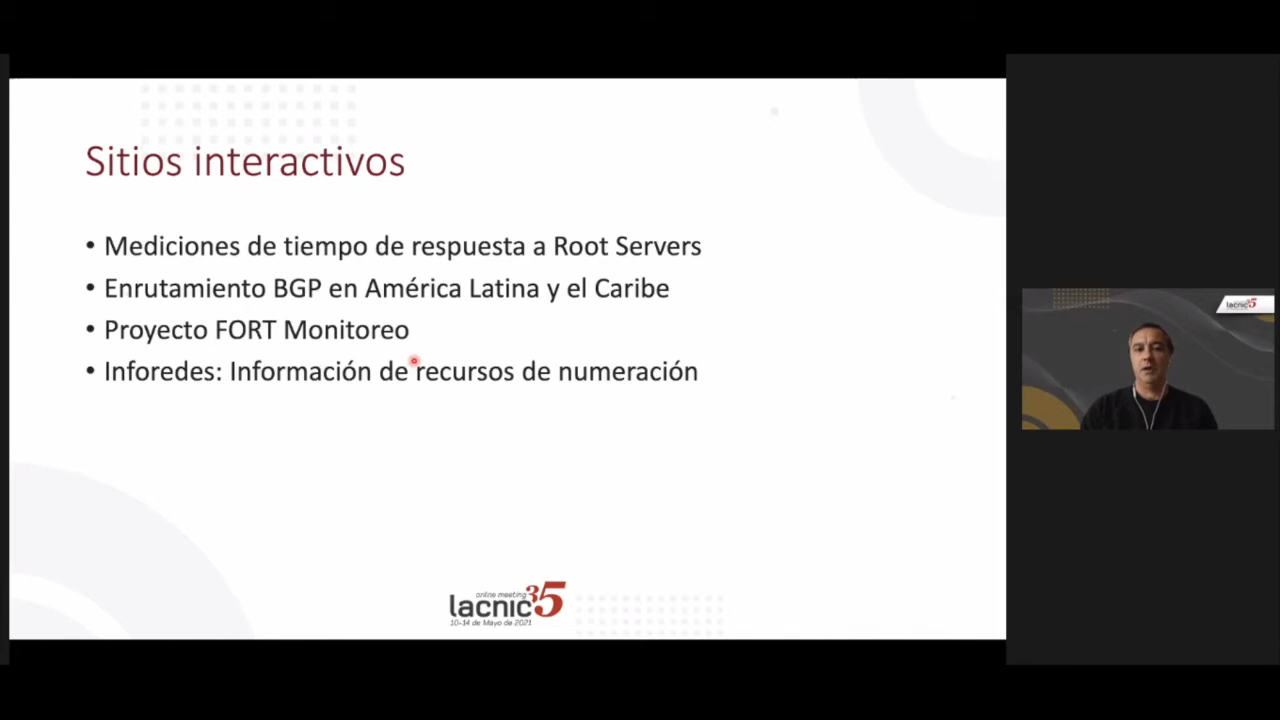 Sitios interactivos
• Mediciones de tiempo de respuesta a Root Servers
• Enrutamiento BGP en América Latina y el Caribe
• Proyecto FORT Monitoreo
• Inforedes: Información de recursos de numeración
online meeting
lacnic35
10-14 de Mayo de 2021
lacnic35